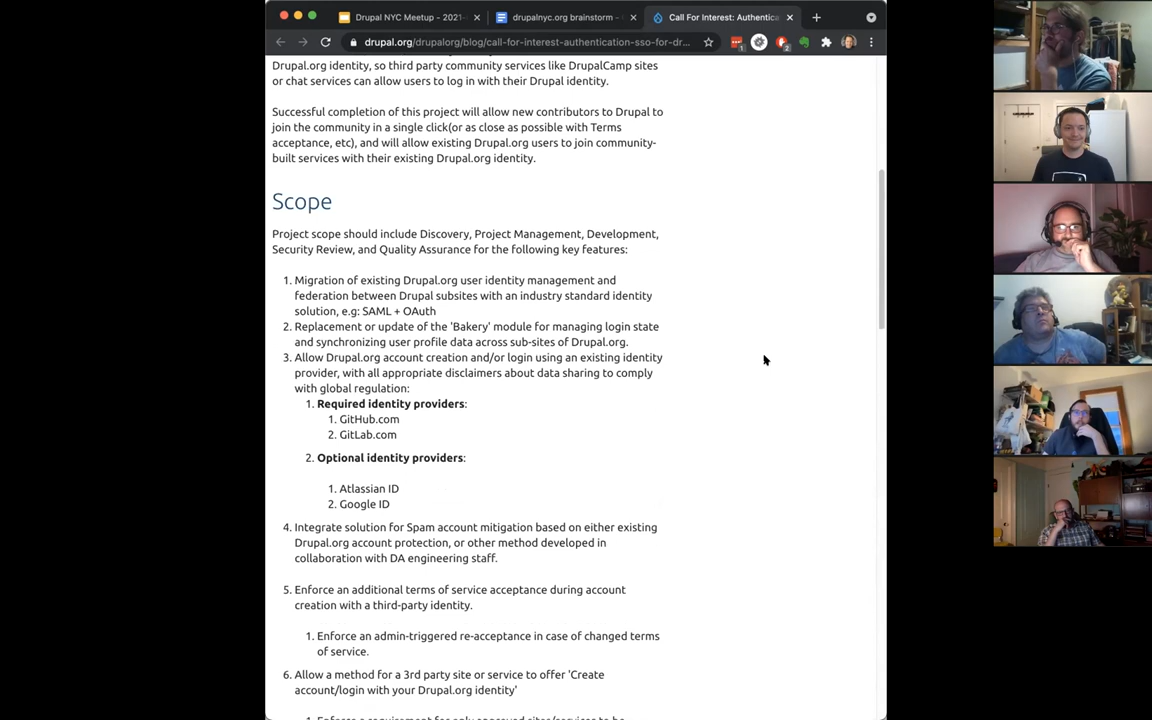 Drupal NYC Meetup - 2021-
drupalnyc.org brainstorm -
Call For Interest: Authentica
drupal.org/drupalorg/blog/call-for-interest-authentication-sso-for-dr...
Drupal.org identity, so third party community services like DrupalCamp sites
or chat services can allow users to log in with their Drupal identity.
Successful completion of this project will allow new contributors to Drupal to
join the community in a single click(or as close as possible with Terms
acceptance, etc), and will allow existing Drupal.org users to join community-
built services with their existing Drupal.org identity.
Scope
Project scope should include Discovery, Project Management, Development,
Security Review, and Quality Assurance for the following key features:
1. Migration of existing Drupal.org user identity management and
federation between Drupal subsites with an industry standard identity
solution, e.g: SAML + OAuth
2. Replacement or update of the 'Bakery' module for managing login state
and synchronizing user profile data across sub-sites of Drupal.org.
3. Allow Drupal.org account creation and/or login using an existing identity
provider, with all appropriate disclaimers about data sharing to comply
with global regulation:
1. Required identity providers:
1. GitHub.com
2. GitLab.com
2. Optional identity providers:
1. Atlassian ID
2. Google ID
4. Integrate solution for Spam account mitigation based on either existing
Drupal.org account protection, or other method developed in
collaboration with DA engineering staff.
5. Enforce an additional terms of service acceptance during account
creation with a third-party identity.
1. Enforce an admin-triggered re-acceptance in case of changed terms
of service.
6. Allow a method for a 3rd party site or service to offer 'Create
account/login with your Drupal.org identity'
1. Enforce a requirement for only approved sites/services to be